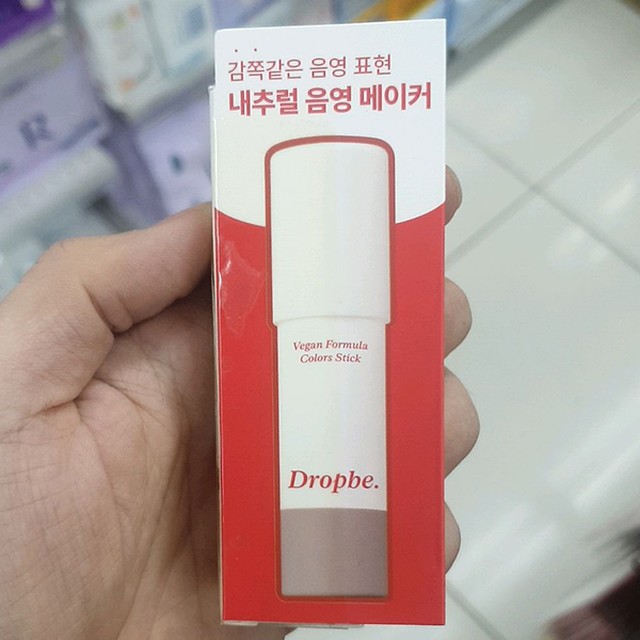 감쪽같은 음영 표현
내추럴 음영 메이커
Vegan Formula
Colors Stick
Dropbe.